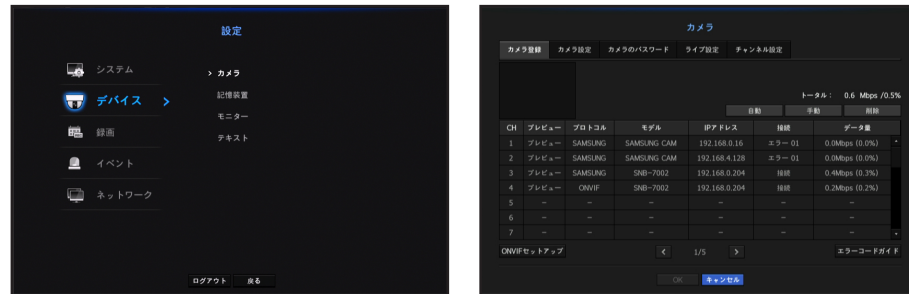 設定
システム
デバイス >
録画
イベント
ネットワーク
> カメラ
記憶装置
モニター
テキスト
ログアウト 戻る
カメラ
カメラ登録 カメラ設定 カメラのパスワード ライブ設定 チャンネル設定
トータル : 0.6 Mbps /0.5%
自動 手動 削除
CH プレビュー プロトコル モデル IPアドレス 接続 データ量
1 プレビュー SAMSUNG SAMSUNG CAM 192.168.0.16 エラー 01 0.0Mbps (0.0%)
2 プレビュー SAMSUNG SAMSUNG CAM 192.168.4.128 エラー 01 0.0Mbps (0.0%)
3 プレビュー SAMSUNG SNB-7002 192.168.0.204 接続 0.4Mbps (0.3%)
4 プレビュー ONVIF SNB-7002 192.168.0.204 接続 0.2Mbps (0.2%)
5 - - - - - -
6 - - - - - -
7 - - - - - -
ONVIFセットアップ < 1/5 > エラーコードガイド
OK キャンセル